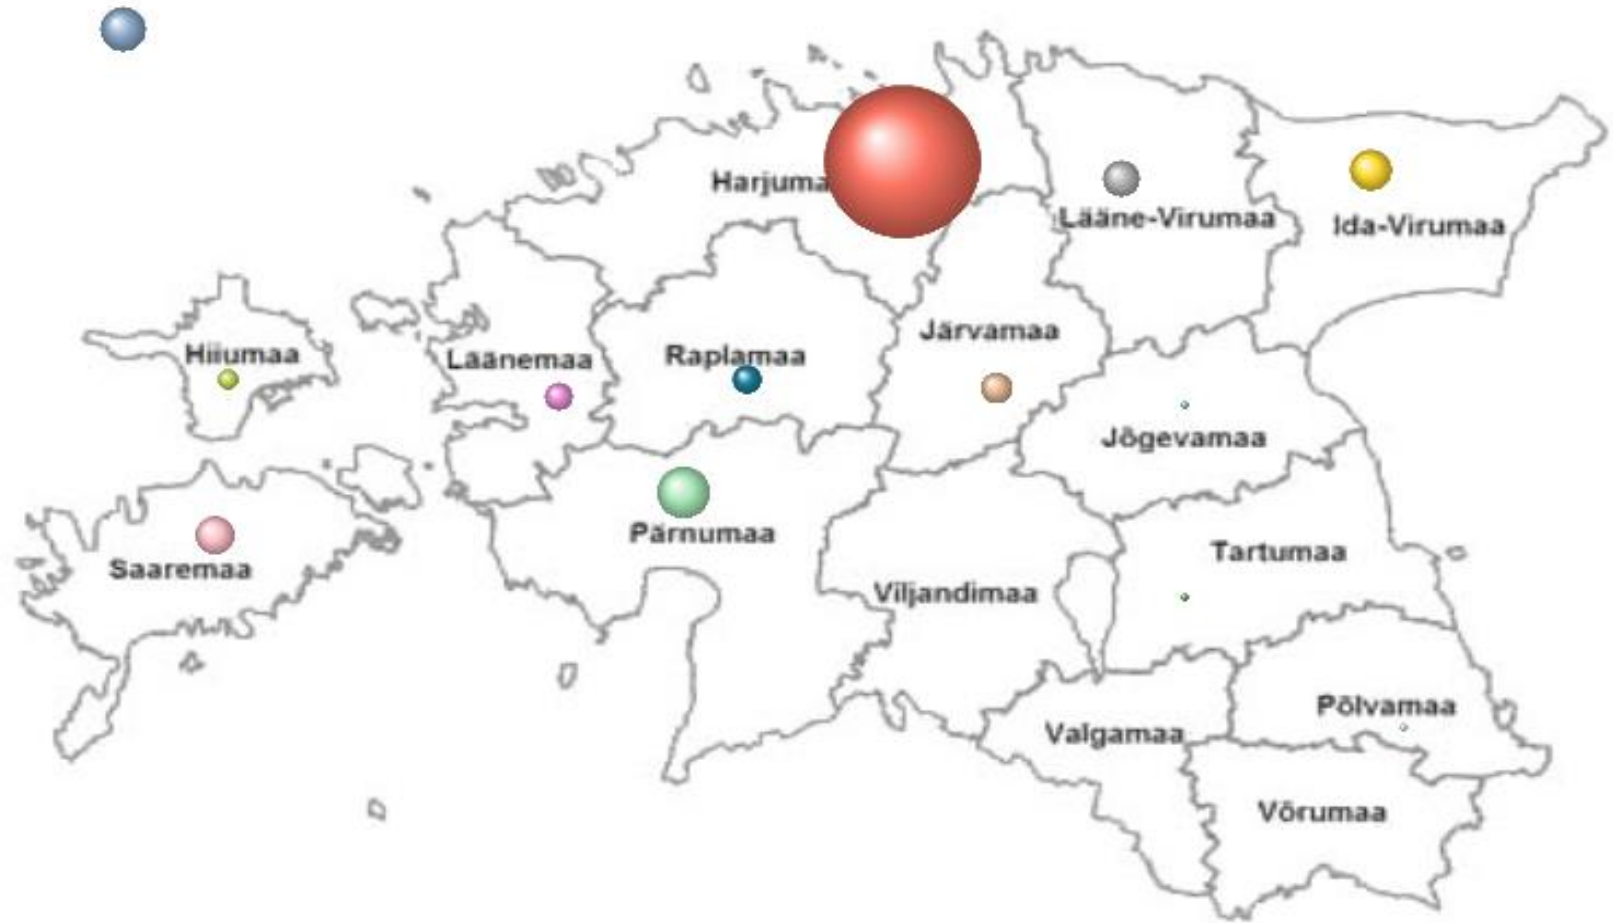 Harjuma
Lääne-Virumaa
Ida-Virumaa
Järvamaa
Hiiumaa
Läänemaa
Raplamaa
Jõgevamaa
Pärnumaa
Tartumaa
Saaremaa
Viljandimaa
Põlvamaa
Valgamaa
Võrumaa